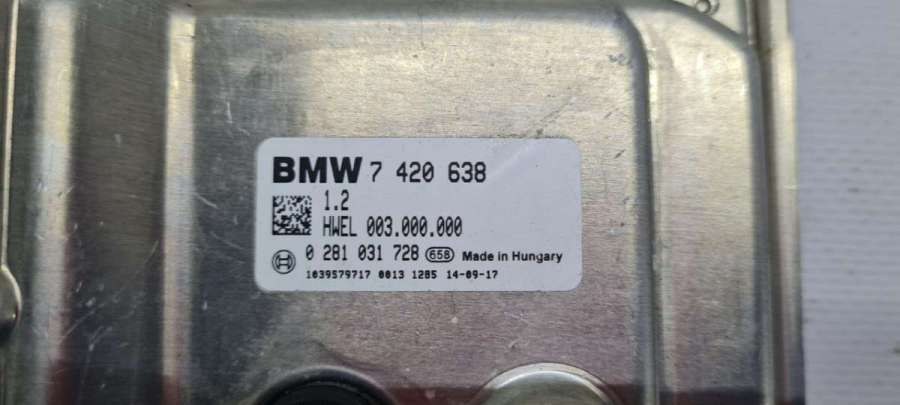 BMW 7 420 638
1.2
HWEL 003.000.000
0 281 031 728 658 Made in Hungary
1039579717 0013 1285 14-09-17